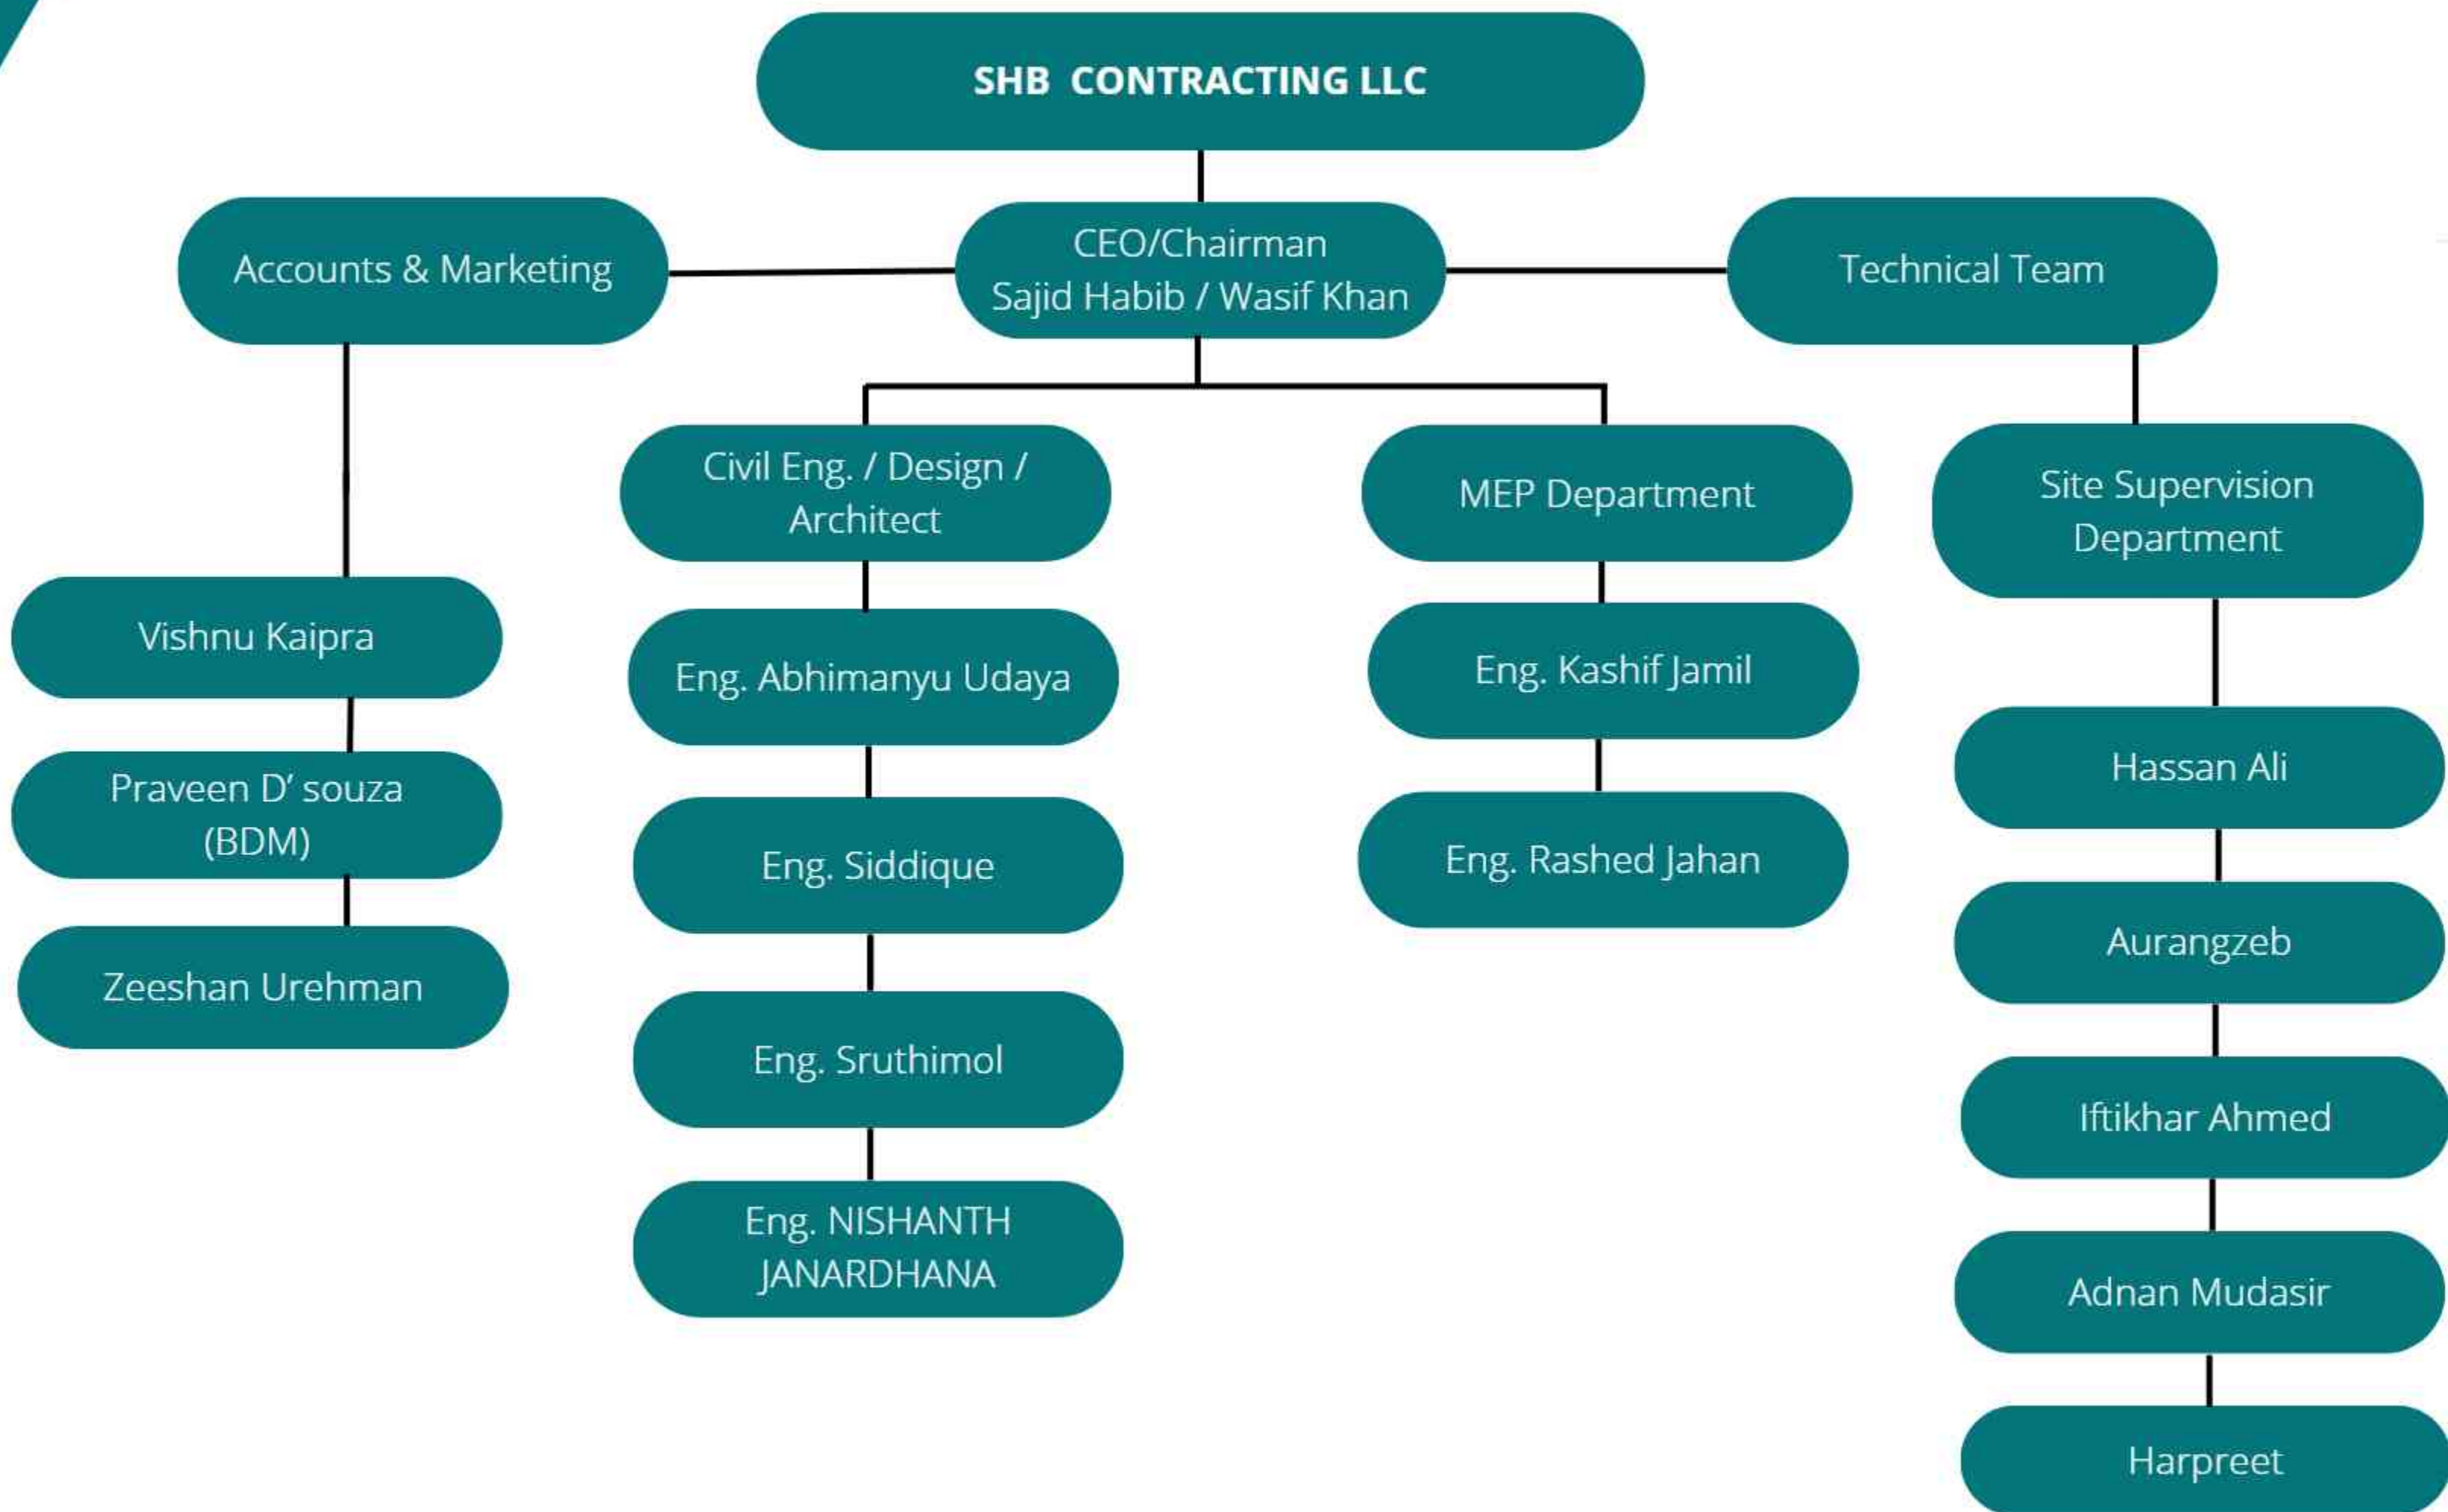 SHB CONTRACTING LLC
Accounts & Marketing
CEO/Chairman
Sajid Habib / Wasif Khan
Technical Team
Civil Eng. / Design /
Architect
MEP Department
Site Supervision
Department
Vishnu Kaipra
Praveen D’ souza
(BDM)
Zeeshan Urehman
Eng. Abhimanyu Udaya
Eng. Siddique
Eng. Sruthimol
Eng. NISHANTH
JANARDHANA
Eng. Kashif Jamil
Eng. Rashed Jahan
Hassan Ali
Aurangzeb
Iftikhar Ahmed
Adnan Mudasir
Harpreet